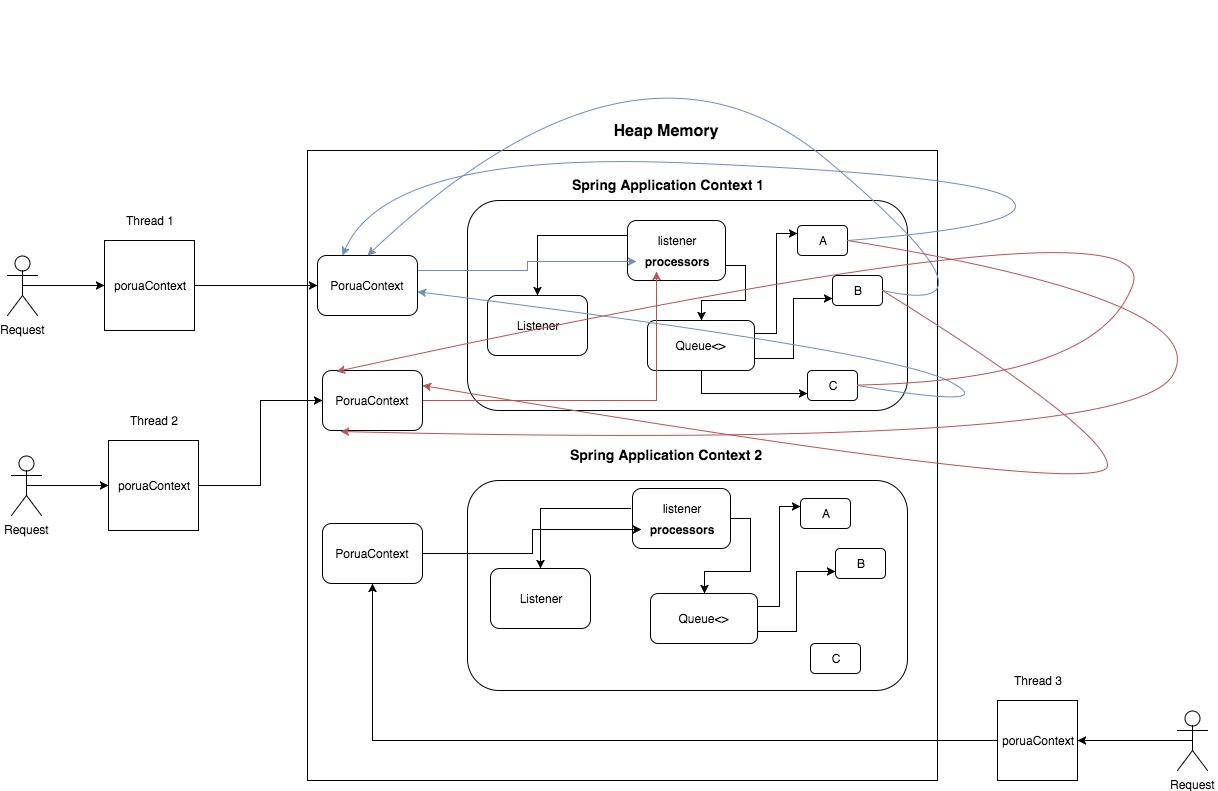 Heap Memory
Spring Application Context 1
Thread 1
poruaContext
Request
PoruaContext
listener
processors
A
B
Listener
Queue<>
C
PoruaContext
Thread 2
poruaContext
Request
Spring Application Context 2
listener
processors
A
B
PoruaContext
Listener
Queue<>
C
Thread 3
poruaContext
Request